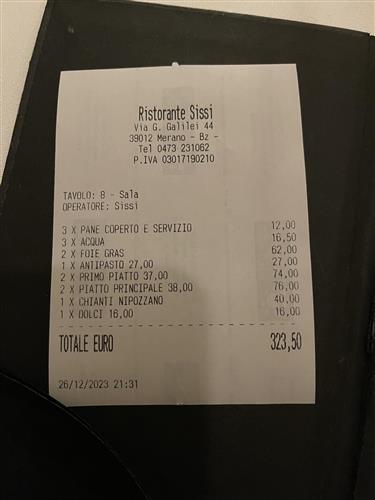 Ristorante Sissi
Via G. Galilei 44
39012 Merano - Bz -
Tel 0473 231062
P.IVA 03017190210
TAVOLO: 8 - Sala
OPERATORE: Sissi
3 X PANE COPERTO E SERVIZIO 12,00
3 X ACQUA 16,50
2 X FOIE GRAS 62,00
1 X ANTIPASTO 27,00 27,00
2 X PRIMO PIATTO 37,00 74,00
2 X PIATTO PRINCIPALE 38,00 76,00
1 X CHIANTI NIPOZZANO 40,00
1 X DOLCI 16,00 16,00
TOTALE EURO 323,50
26/12/2023 21:31